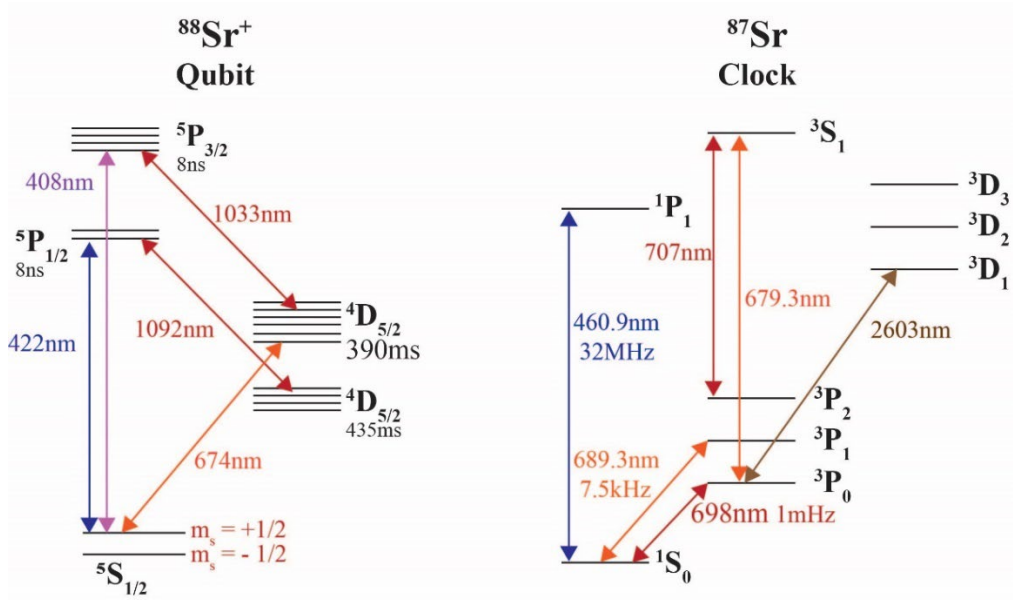 ⁸⁸Sr⁺
Qubit
⁵P₃/₂
8ns
408nm
1033nm
⁵P₁/₂
8ns
1092nm
422nm
⁴D₅/₂
390ms
⁴D₅/₂
435ms
674nm
mₛ = +1/2
mₛ = - 1/2
⁵S₁/₂
⁸⁷Sr
Clock
³S₁
³D₃
¹P₁
³D₂
707nm
³D₁
679.3nm
460.9nm
32MHz
2603nm
³P₂
³P₁
689.3nm
7.5kHz
³P₀
698nm 1mHz
¹S₀